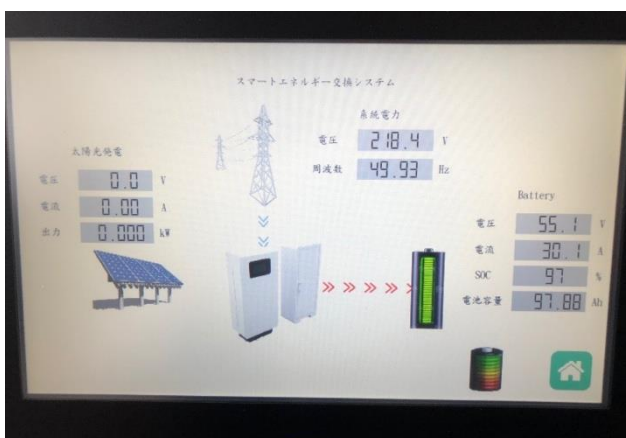 スマートエネルギー交換システム
系統電力
電圧 218.4 V
周波数 49.93 Hz
太陽光発電
電圧 0.0 V
電流 0.00 A
出力 0.000 kW
Battery
電圧 55.1 V
電流 30.1 A
SOC 97 %
電池容量 97.88 Ah